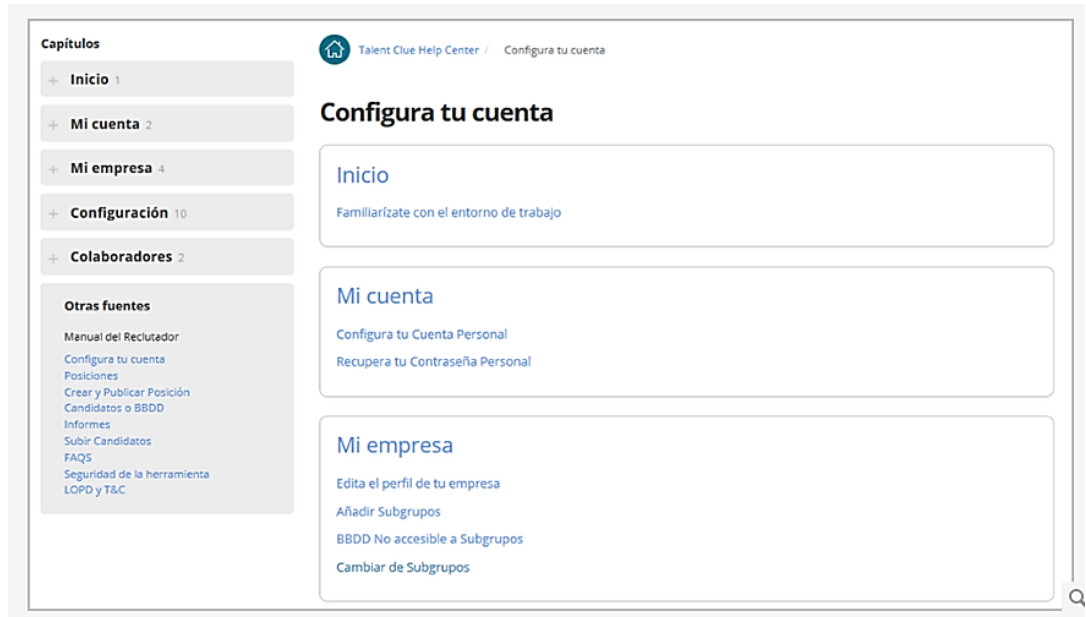 Capítulos
+ Inicio 1
+ Mi cuenta 2
+ Mi empresa 4
+ Configuración 10
+ Colaboradores 2
Otras fuentes
Manual del Reclutador
Configura tu cuenta
Posiciones
Crear y Publicar Posición
Candidatos o BBDD
Informes
Subir Candidatos
FAQS
Seguridad de la herramienta
LOPD y T&C
Talent Clue Help Center / Configura tu cuenta
Configura tu cuenta
Inicio
Familiarízate con el entorno de trabajo
Mi cuenta
Configura tu Cuenta Personal
Recupera tu Contraseña Personal
Mi empresa
Edita el perfil de tu empresa
Añadir Subgrupos
BBDD No accesible a Subgrupos
Cambiar de Subgrupos